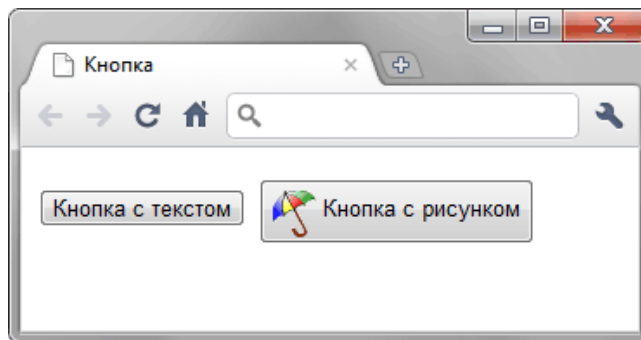 Кнопка
Кнопка с текстом
Кнопка с рисунком